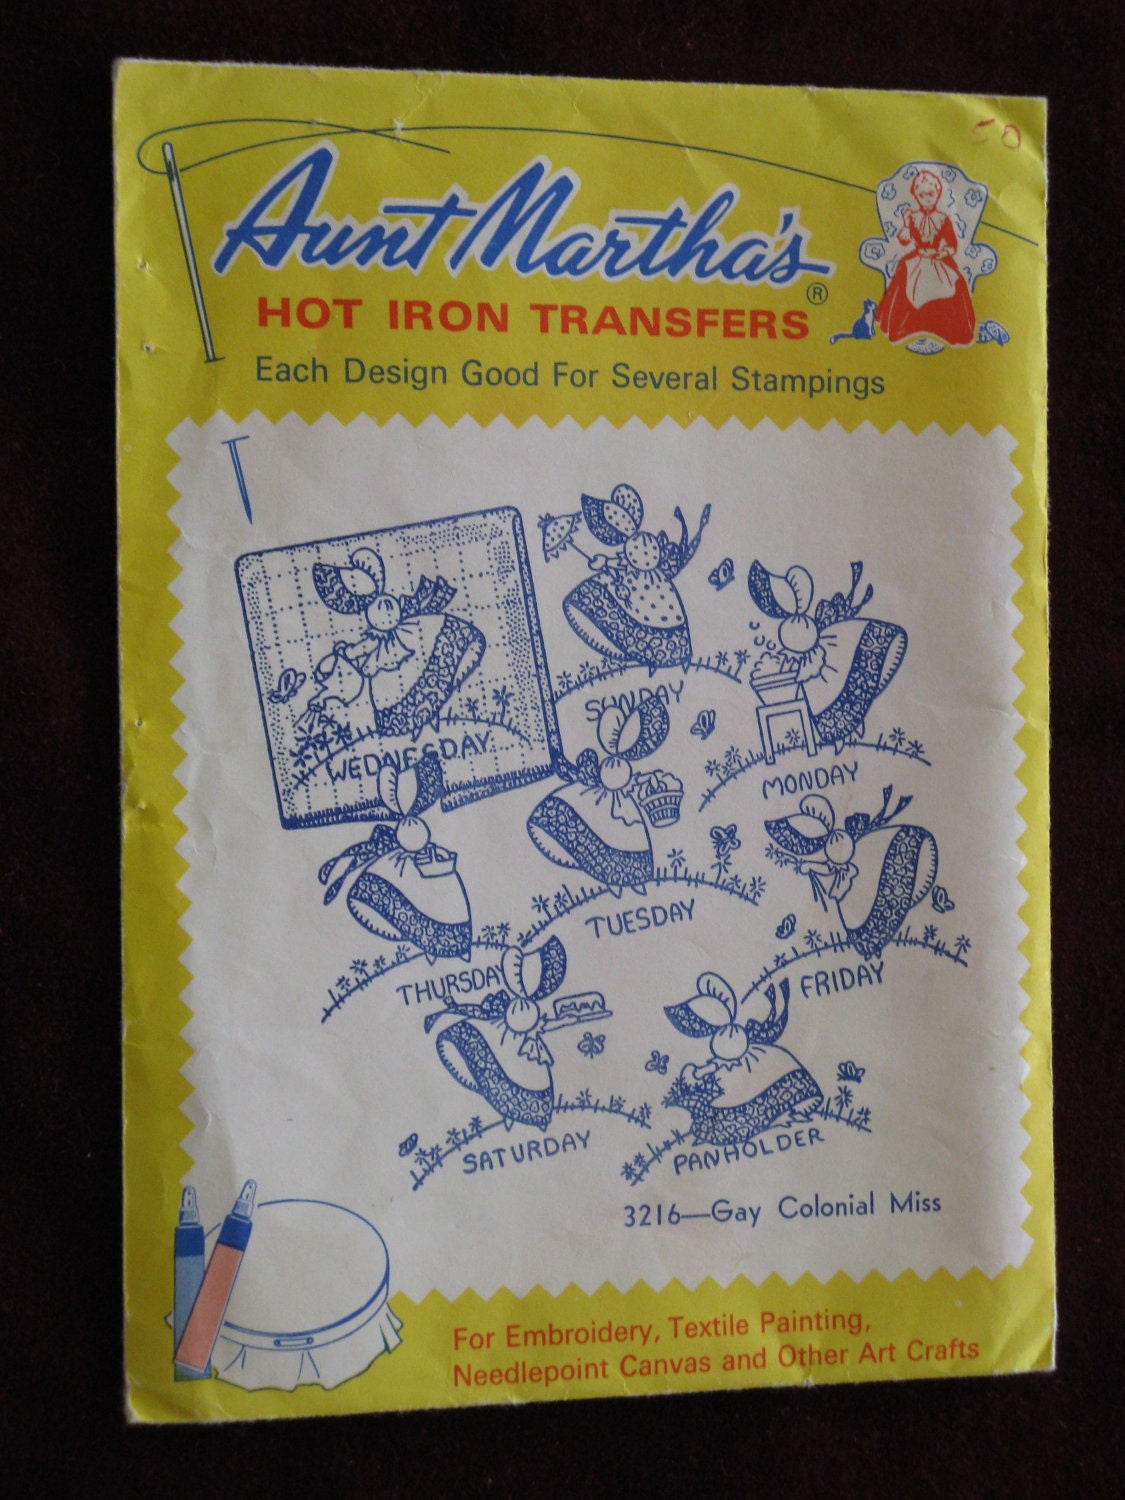 50
Aunt Martha's®
HOT IRON TRANSFERS
Each Design Good For Several Stampings
SUNDAY
WEDNESDAY
MONDAY
TUESDAY
THURSDAY
FRIDAY
SATURDAY
PANHOLDER
3216—Gay Colonial Miss
For Embroidery, Textile Painting,
Needlepoint Canvas and Other Art Crafts